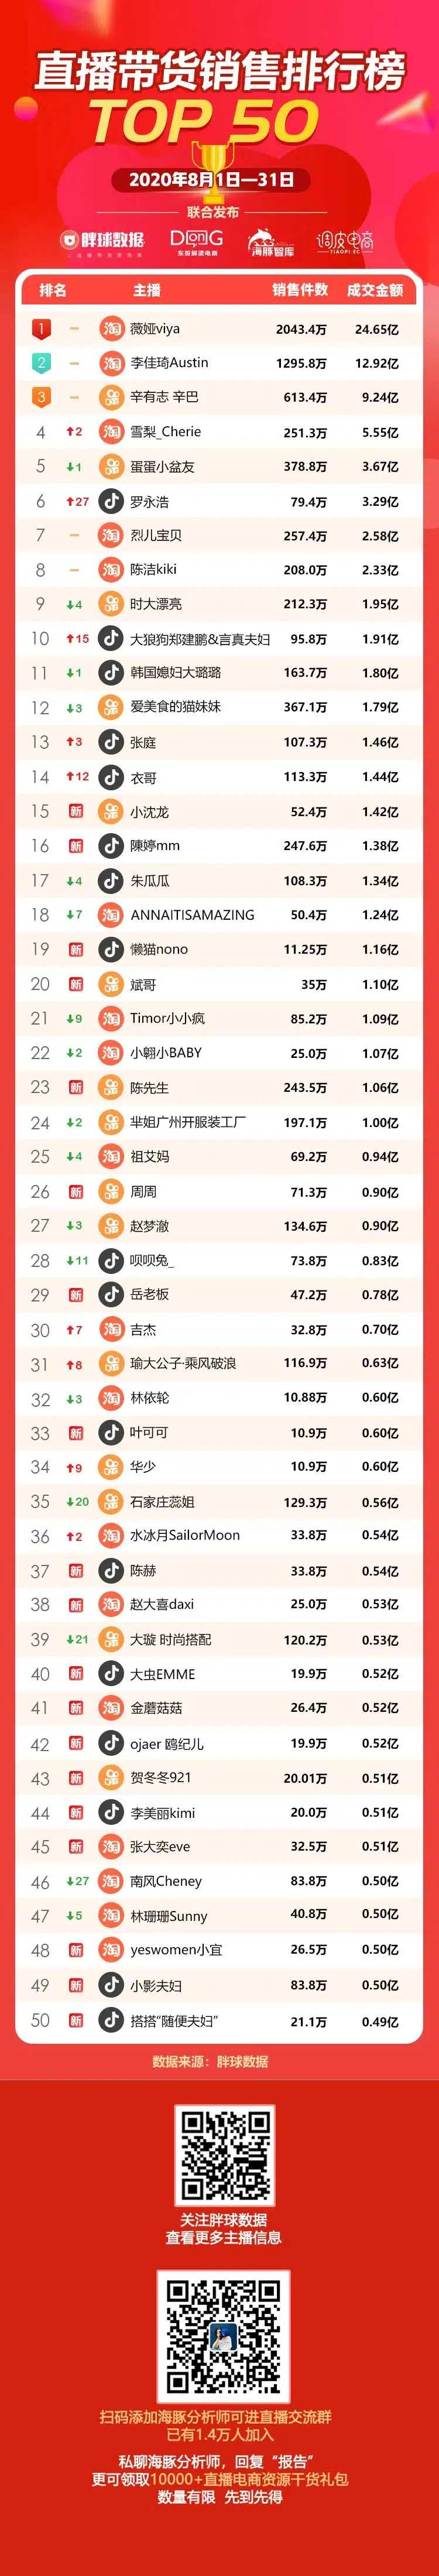 直播带货销售排行榜
TOP 50
2020年8月1日—31日
联合发布
胖球数据 DONG 海豚智库 调皮电商
东哥解读电商 TIAOPI.EC
排名 主播 销售件数 成交金额
1 – 淘 薇娅viya 2043.4万 24.65亿
2 – 淘 李佳琦Austin 1295.8万 12.92亿
3 – 辛有志 辛巴 613.4万 9.24亿
4 ↑2 淘 雪梨_Cherie 251.3万 5.55亿
5 ↓1 蛋蛋小盆友 378.8万 3.67亿
6 ↑27 罗永浩 79.4万 3.29亿
7 – 淘 烈儿宝贝 257.4万 2.58亿
8 – 淘 陈洁kiki 208.0万 2.33亿
9 ↓4 时大漂亮 212.3万 1.95亿
10 ↑15 大狼狗郑建鹏&言真夫妇 95.8万 1.91亿
11 ↓1 韩国媳妇大璐璐 163.7万 1.80亿
12 ↓3 爱美食的猫妹妹 367.1万 1.79亿
13 ↑3 张庭 107.3万 1.46亿
14 ↑12 衣哥 113.3万 1.44亿
15 新 小沈龙 52.4万 1.42亿
16 新 陳婷mm 247.6万 1.38亿
17 ↓4 朱瓜瓜 108.3万 1.34亿
18 ↓7 淘 ANNAITISAMAZING 50.4万 1.24亿
19 新 懒猫nono 11.25万 1.16亿
20 新 斌哥 35万 1.10亿
21 ↓9 淘 Timor小小疯 85.2万 1.09亿
22 ↓2 淘 小翱小BABY 25.0万 1.07亿
23 新 陈先生 243.5万 1.06亿
24 ↓2 芈姐广州开服装工厂 197.1万 1.00亿
25 ↓4 淘 祖艾妈 69.2万 0.94亿
26 新 周周 71.3万 0.90亿
27 ↓3 赵梦澈 134.6万 0.90亿
28 ↓11 呗呗兔_ 73.8万 0.83亿
29 新 岳老板 47.2万 0.78亿
30 ↑7 淘 吉杰 32.8万 0.70亿
31 ↑8 瑜大公子·乘风破浪 116.9万 0.63亿
32 ↓3 淘 林依轮 10.88万 0.60亿
33 新 叶可可 10.9万 0.60亿
34 ↑9 华少 10.9万 0.60亿
35 ↓20 石家庄蕊姐 129.3万 0.56亿
36 ↑2 淘 水冰月SailorMoon 33.8万 0.54亿
37 新 陈赫 33.8万 0.54亿
38 新 淘 赵大喜daxi 25.0万 0.53亿
39 ↓21 大璇 时尚搭配 120.2万 0.53亿
40 新 大虫EMME 19.9万 0.52亿
41 新 淘 金蘑菇菇 26.4万 0.52亿
42 新 ojaer 鸥纪儿 19.9万 0.52亿
43 新 贺冬冬921 20.01万 0.51亿
44 新 李美丽kimi 20.0万 0.51亿
45 新 淘 张大奕eve 32.5万 0.51亿
46 ↓27 淘 南风Cheney 83.8万 0.50亿
47 ↓5 淘 林珊珊Sunny 40.8万 0.50亿
48 新 淘 yeswomen小宜 26.5万 0.50亿
49 新 小影夫妇 83.8万 0.50亿
50 新 搭搭“随便夫妇” 21.1万 0.49亿
数据来源：胖球数据
关注胖球数据
查看更多主播信息
扫码添加海豚分析师可进直播交流群
已有1.4万人加入
私聊海豚分析师，回复“报告”
更可领取10000+直播电商资源干货礼包
数量有限 先到先得